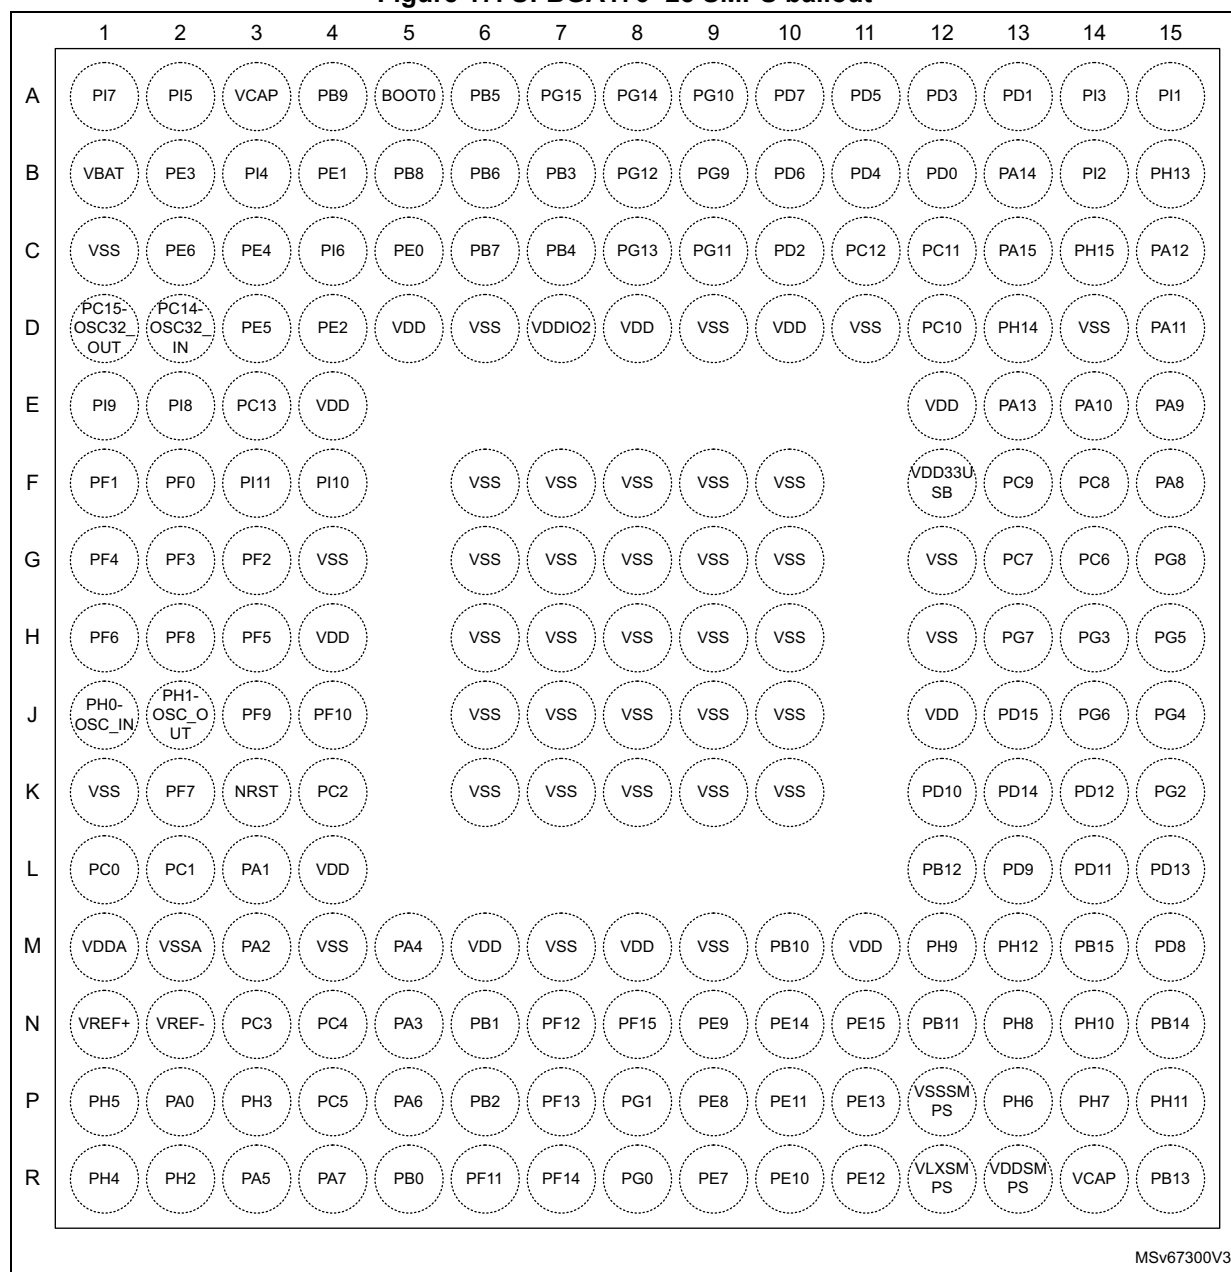 Figure 17. UFBGA176+25 SMPS ballout
1 2 3 4 5 6 7 8 9 10 11 12 13 14 15
A PI7 PI5 VCAP PB9 BOOT0 PB5 PG15 PG14 PG10 PD7 PD5 PD3 PD1 PI3 PI1
B VBAT PE3 PI4 PE1 PB8 PB6 PB3 PG12 PG9 PD6 PD4 PD0 PA14 PI2 PH13
C VSS PE6 PE4 PI6 PE0 PB7 PB4 PG13 PG11 PD2 PC12 PC11 PA15 PH15 PA12
D PC15-OSC32_OUT PC14-OSC32_IN PE5 PE2 VDD VSS VDDIO2 VDD VSS VDD VSS PC10 PH14 VSS PA11
E PI9 PI8 PC13 VDD VDD PA13 PA10 PA9
F PF1 PF0 PI11 PI10 VSS VSS VSS VSS VSS VDD33USB PC9 PC8 PA8
G PF4 PF3 PF2 VSS VSS VSS VSS VSS VSS VSS PC7 PC6 PG8
H PF6 PF8 PF5 VDD VSS VSS VSS VSS VSS VSS PG7 PG3 PG5
J PH0-OSC_IN PH1-OSC_OUT PF9 PF10 VSS VSS VSS VSS VSS VDD PD15 PG6 PG4
K VSS PF7 NRST PC2 VSS VSS VSS VSS VSS PD10 PD14 PD12 PG2
L PC0 PC1 PA1 VDD PB12 PD9 PD11 PD13
M VDDA VSSA PA2 VSS PA4 VDD VSS VDD VSS PB10 VDD PH9 PH12 PB15 PD8
N VREF+ VREF- PC3 PC4 PA3 PB1 PF12 PF15 PE9 PE14 PE15 PB11 PH8 PH10 PB14
P PH5 PA0 PH3 PC5 PA6 PB2 PF13 PG1 PE8 PE11 PE13 VSSSMPS PH6 PH7 PH11
R PH4 PH2 PA5 PA7 PB0 PF11 PF14 PG0 PE7 PE10 PE12 VLXSMPS VDDSMPS VCAP PB13
MSv67300V3